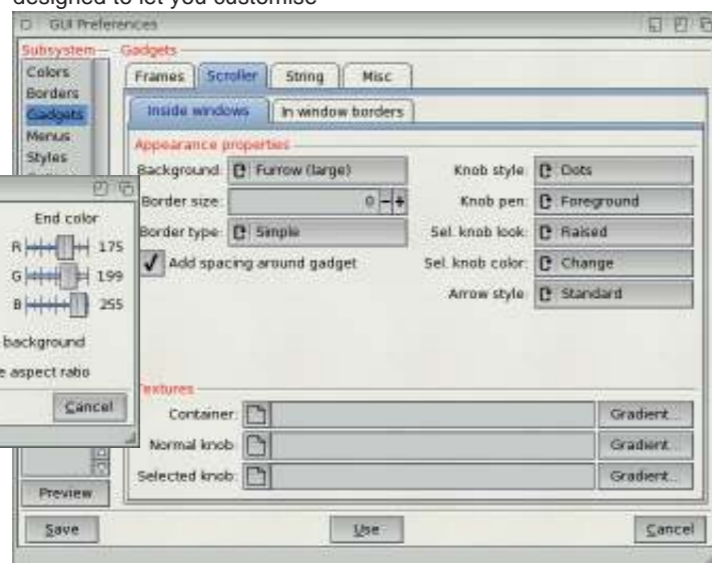 designed to let you customise
GUI Preferences
Subsystem
Colors
Borders
Gadgets
Menus
Styles
Gadgets
Frames Scroller String Misc
Inside windows In window borders
Appearance properties
Background: Furrow (large)
Border size: 0
Border type: Simple
Add spacing around gadget
Knob style: Dots
Knob pen: Foreground
Sel. knob look: Raised
Sel. knob color: Change
Arrow style: Standard
Textures
Container: Gradient...
Normal knob: Gradient...
Selected knob: Gradient...
End color
R 175
G 199
B 255
background
aspect ratio
Cancel
Preview
Save Use Cancel